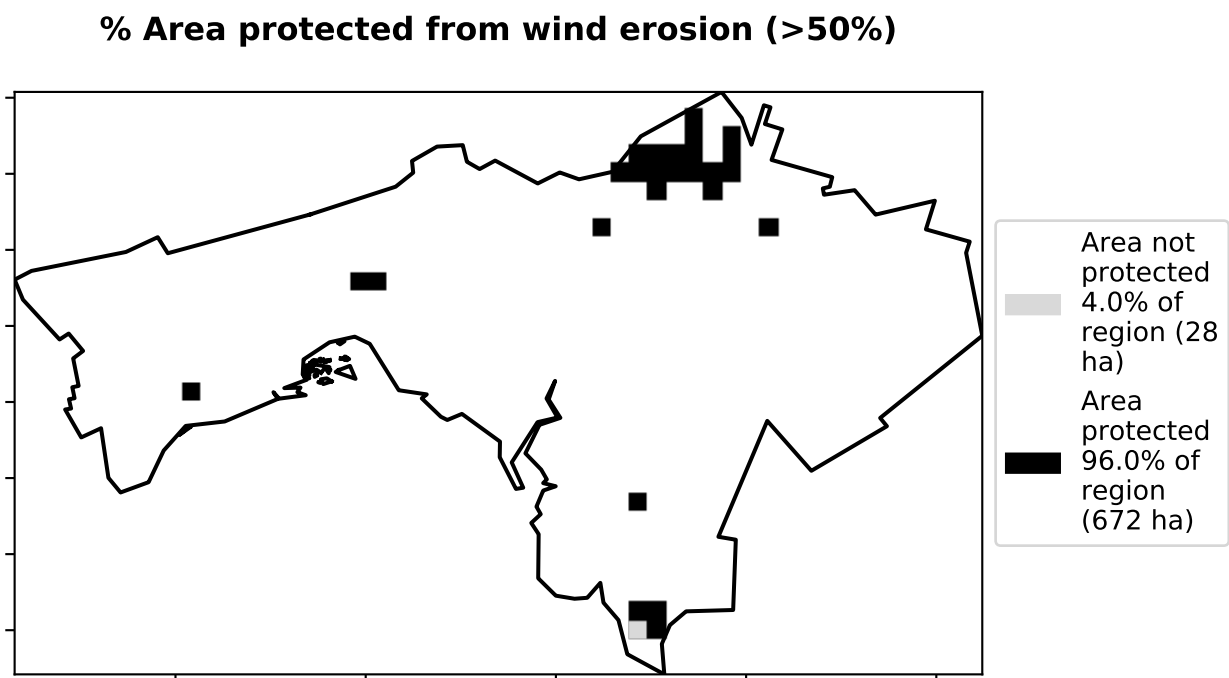 % Area protected from wind erosion (>50%)
Area not
protected
4.0% of
region (28
ha)
Area
protected
96.0% of
region
(672 ha)